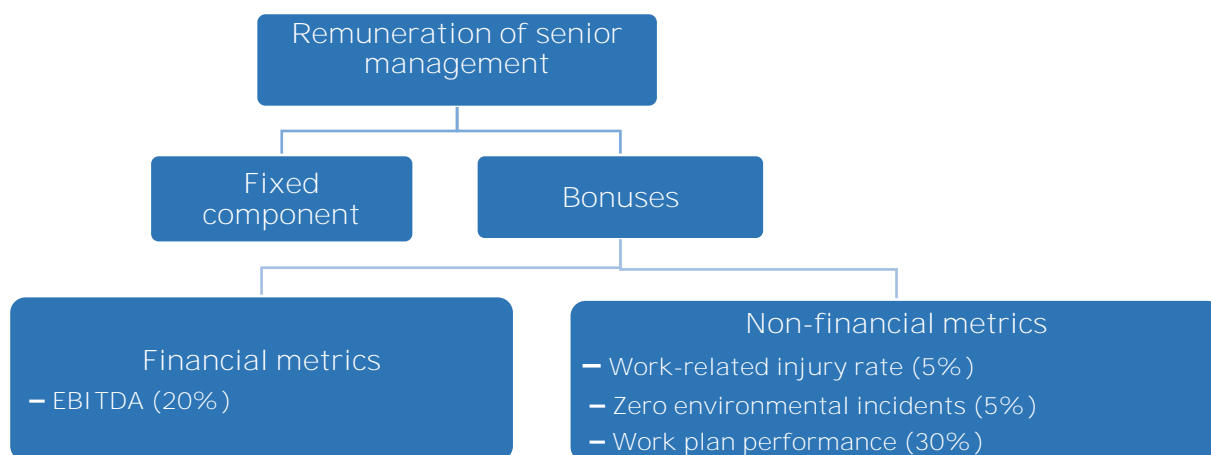 Remuneration of senior
management
Fixed
component
Bonuses
Financial metrics
– EBITDA (20%)
Non-financial metrics
– Work-related injury rate (5%)
– Zero environmental incidents (5%)
– Work plan performance (30%)